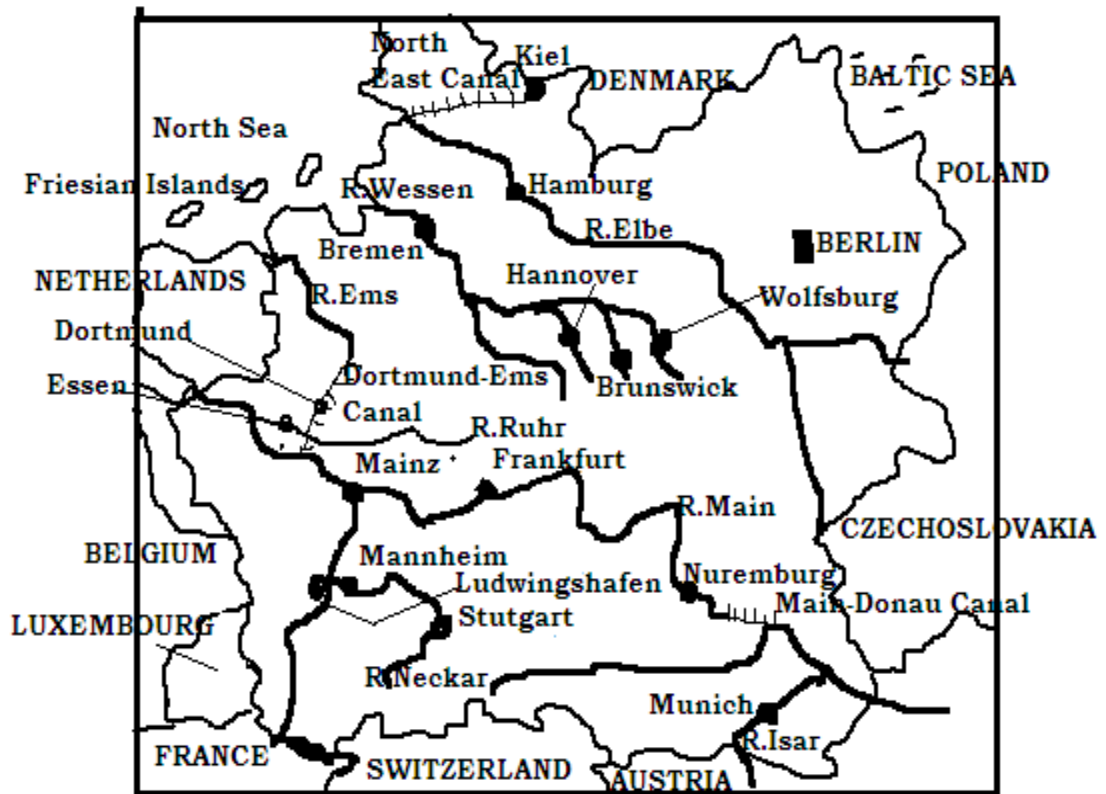 North
East Canal
Kiel
DENMARK
BALTIC SEA
North Sea
POLAND
Friesian Islands
R.Wessen
Hamburg
R.Elbe
BERLIN
Bremen
Hannover
NETHERLANDS
R.Ems
Wolfsburg
Dortmund
Essen
Dortmund-Ems
Canal
Brunswick
R.Ruhr
Mainz
Frankfurt
R.Main
CZECHOSLOVAKIA
BELGIUM
Mannheim
Ludwingshafen
Nuremburg
Main-Donau Canal
Stutgart
LUXEMBOURG
R.Neckar
Munich
R.Isar
FRANCE
SWITZERLAND
AUSTRIA